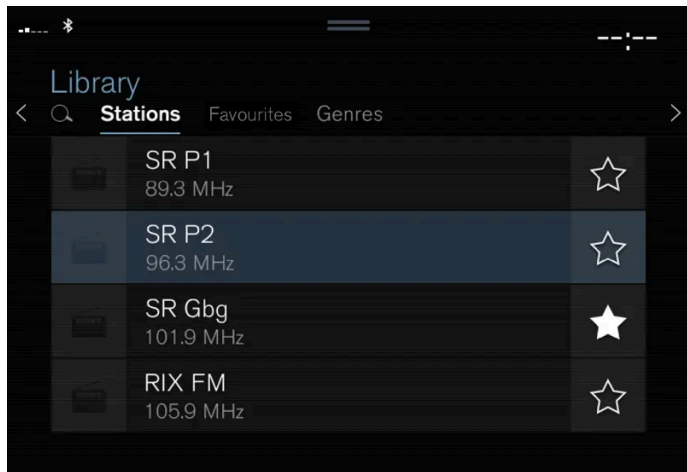 --:--
Library
Stations Favourites Genres
SR P1
89.3 MHz
SR P2
96.3 MHz
SR Gbg
101.9 MHz
RIX FM
105.9 MHz